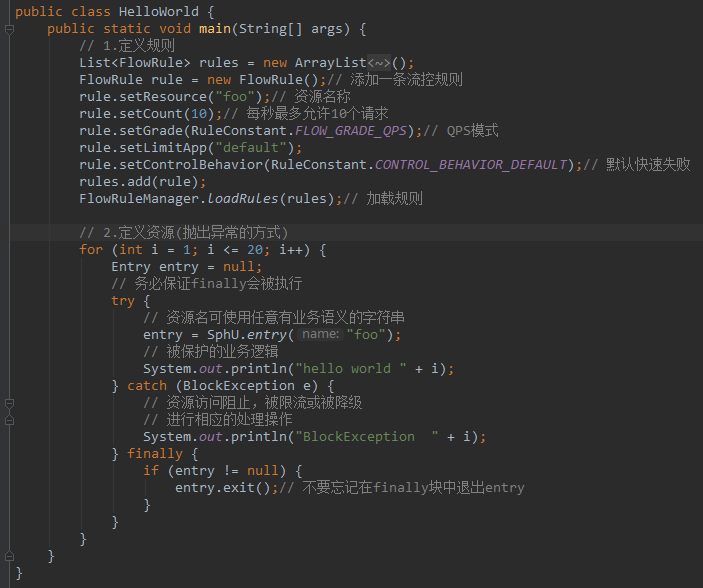 public class HelloWorld {
    public static void main(String[] args) {
        // 1.定义规则
        List<FlowRule> rules = new ArrayList<~>();
        FlowRule rule = new FlowRule();// 添加一条流控规则
        rule.setResource("foo");// 资源名称
        rule.setCount(10);// 每秒最多允许10个请求
        rule.setGrade(RuleConstant.FLOW_GRADE_QPS);// QPS模式
        rule.setLimitApp("default");
        rule.setControlBehavior(RuleConstant.CONTROL_BEHAVIOR_DEFAULT);// 默认快速失败
        rules.add(rule);
        FlowRuleManager.loadRules(rules);// 加载规则

        // 2.定义资源(抛出异常的方式)
        for (int i = 1; i <= 20; i++) {
            Entry entry = null;
            // 务必保证finally会被执行
            try {
                // 资源名可使用任意有业务语义的字符串
                entry = SphU.entry( name: "foo");
                // 被保护的业务逻辑
                System.out.println("hello world " + i);
            } catch (BlockException e) {
                // 资源访问阻止，被限流或被降级
                // 进行相应的处理操作
                System.out.println("BlockException  " + i);
            } finally {
                if (entry != null) {
                    entry.exit();// 不要忘记在finally块中退出entry
                }
            }
        }
    }
}